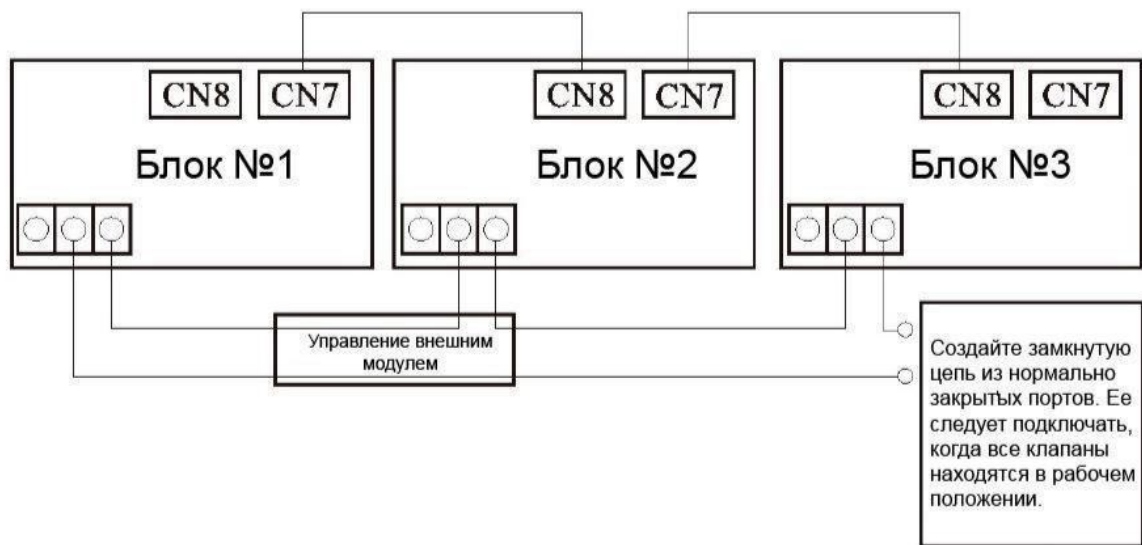 CN8 CN7 CN8 CN7 CN8 CN7
Блок №1 Блок №2 Блок №3
Управление внешним
модулем
Создайте замкнутую
цепь из нормально
закрытых портов. Ее
следует подключать,
когда все клапаны
находятся в рабочем
положении.